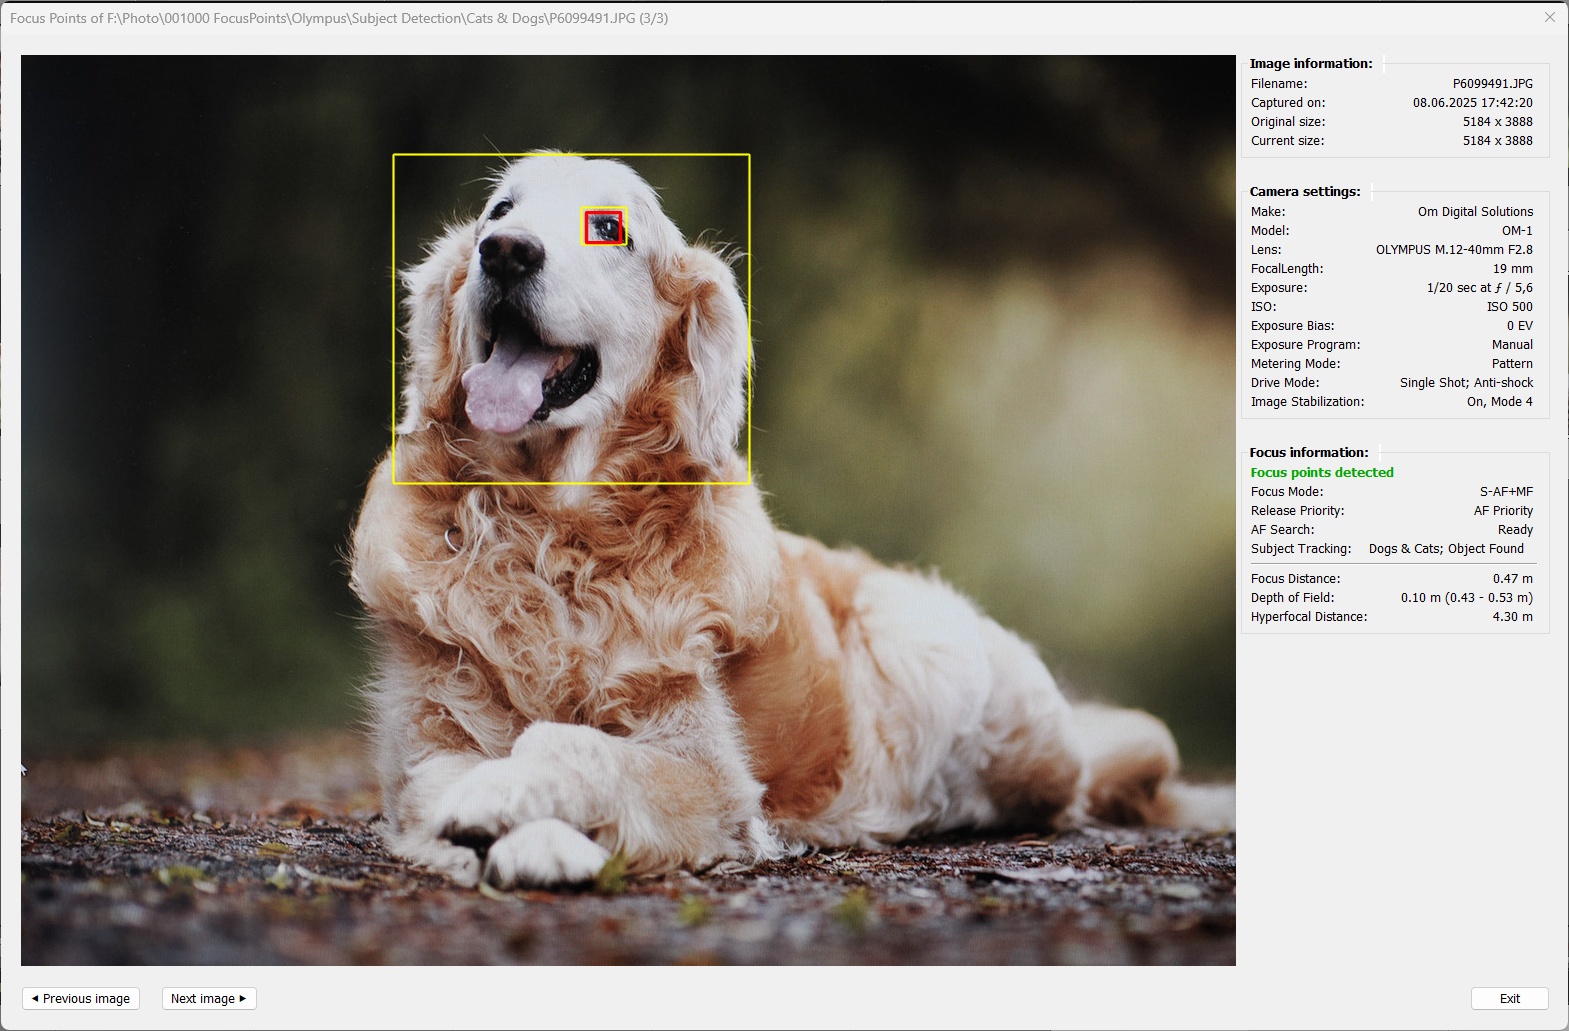 Focus Points of F:\Photo\001000 FocusPoints\Olympus\Subject Detection\Cats & Dogs\P6099491.JPG (3/3)
Image information:
Filename: P6099491.JPG
Captured on: 08.06.2025 17:42:20
Original size: 5184 x 3888
Current size: 5184 x 3888
Camera settings:
Make: Om Digital Solutions
Model: OM-1
Lens: OLYMPUS M.12-40mm F2.8
FocalLength: 19 mm
Exposure: 1/20 sec at ƒ / 5,6
ISO: ISO 500
Exposure Bias: 0 EV
Exposure Program: Manual
Metering Mode: Pattern
Drive Mode: Single Shot; Anti-shock
Image Stabilization: On, Mode 4
Focus information:
Focus points detected
Focus Mode: S-AF+MF
Release Priority: AF Priority
AF Search: Ready
Subject Tracking: Dogs & Cats; Object Found
Focus Distance: 0.47 m
Depth of Field: 0.10 m (0.43 - 0.53 m)
Hyperfocal Distance: 4.30 m
Previous image Next image Exit